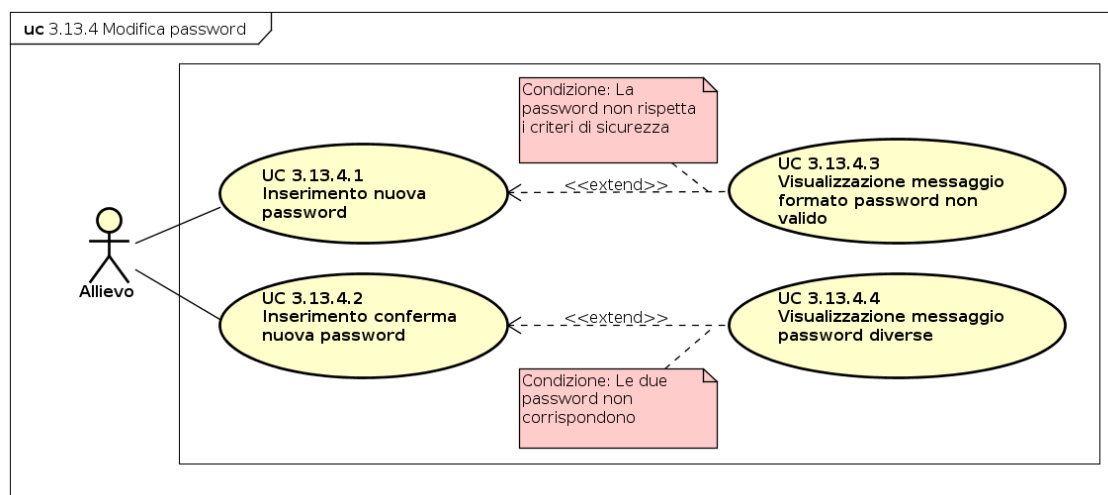 uc 3.13.4 Modifica password
Condizione: La
password non rispetta
i criteri di sicurezza
UC 3.13.4.1
Inserimento nuova
password
<<extend>>
UC 3.13.4.3
Visualizzazione messaggio
formato password non
valido
Allievo
UC 3.13.4.2
Inserimento conferma
nuova password
<<extend>>
UC 3.13.4.4
Visualizzazione messaggio
password diverse
Condizione: Le due
password non
corrispondono